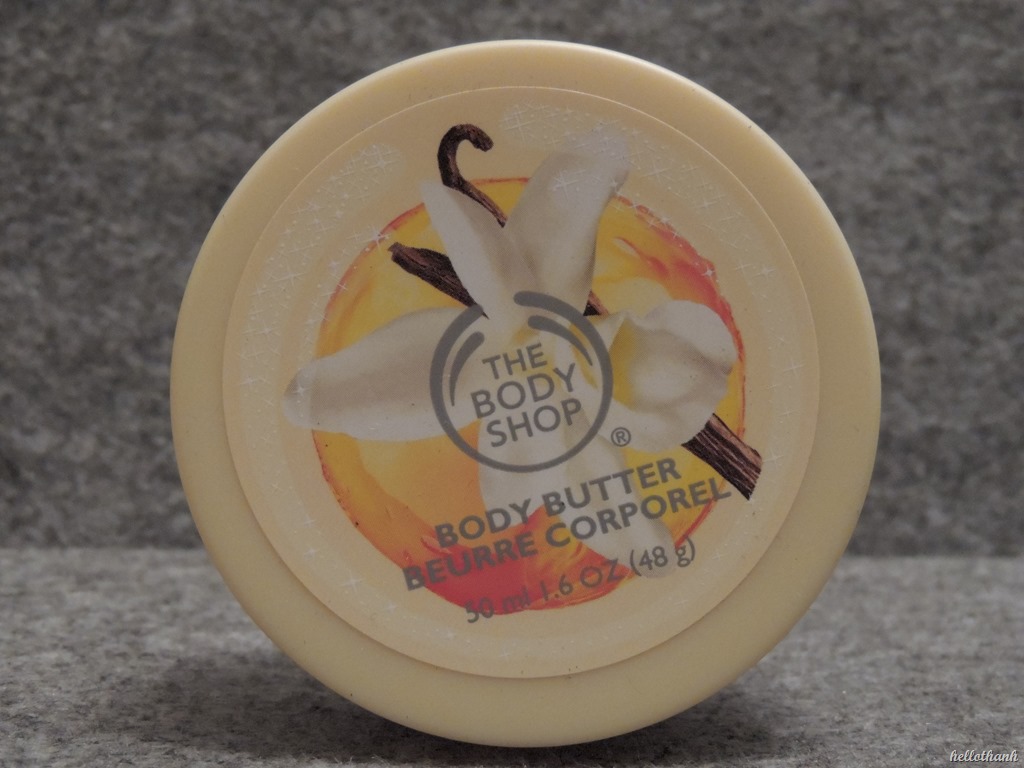 THE
BODY
SHOP
®
BODY BUTTER
BEURRE CORPOREL
50 ml 1.6 OZ (48 g)
hellothanh